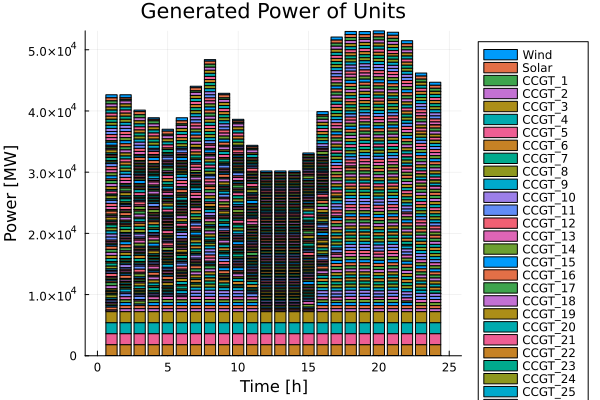 Generated Power of Units
Power [MW]
5.0×10⁴
4.0×10⁴
3.0×10⁴
2.0×10⁴
1.0×10⁴
0
0 5 10 15 20 25
Time [h]
Wind
Solar
CCGT_1
CCGT_2
CCGT_3
CCGT_4
CCGT_5
CCGT_6
CCGT_7
CCGT_8
CCGT_9
CCGT_10
CCGT_11
CCGT_12
CCGT_13
CCGT_14
CCGT_15
CCGT_16
CCGT_17
CCGT_18
CCGT_19
CCGT_20
CCGT_21
CCGT_22
CCGT_23
CCGT_24
CCGT_25